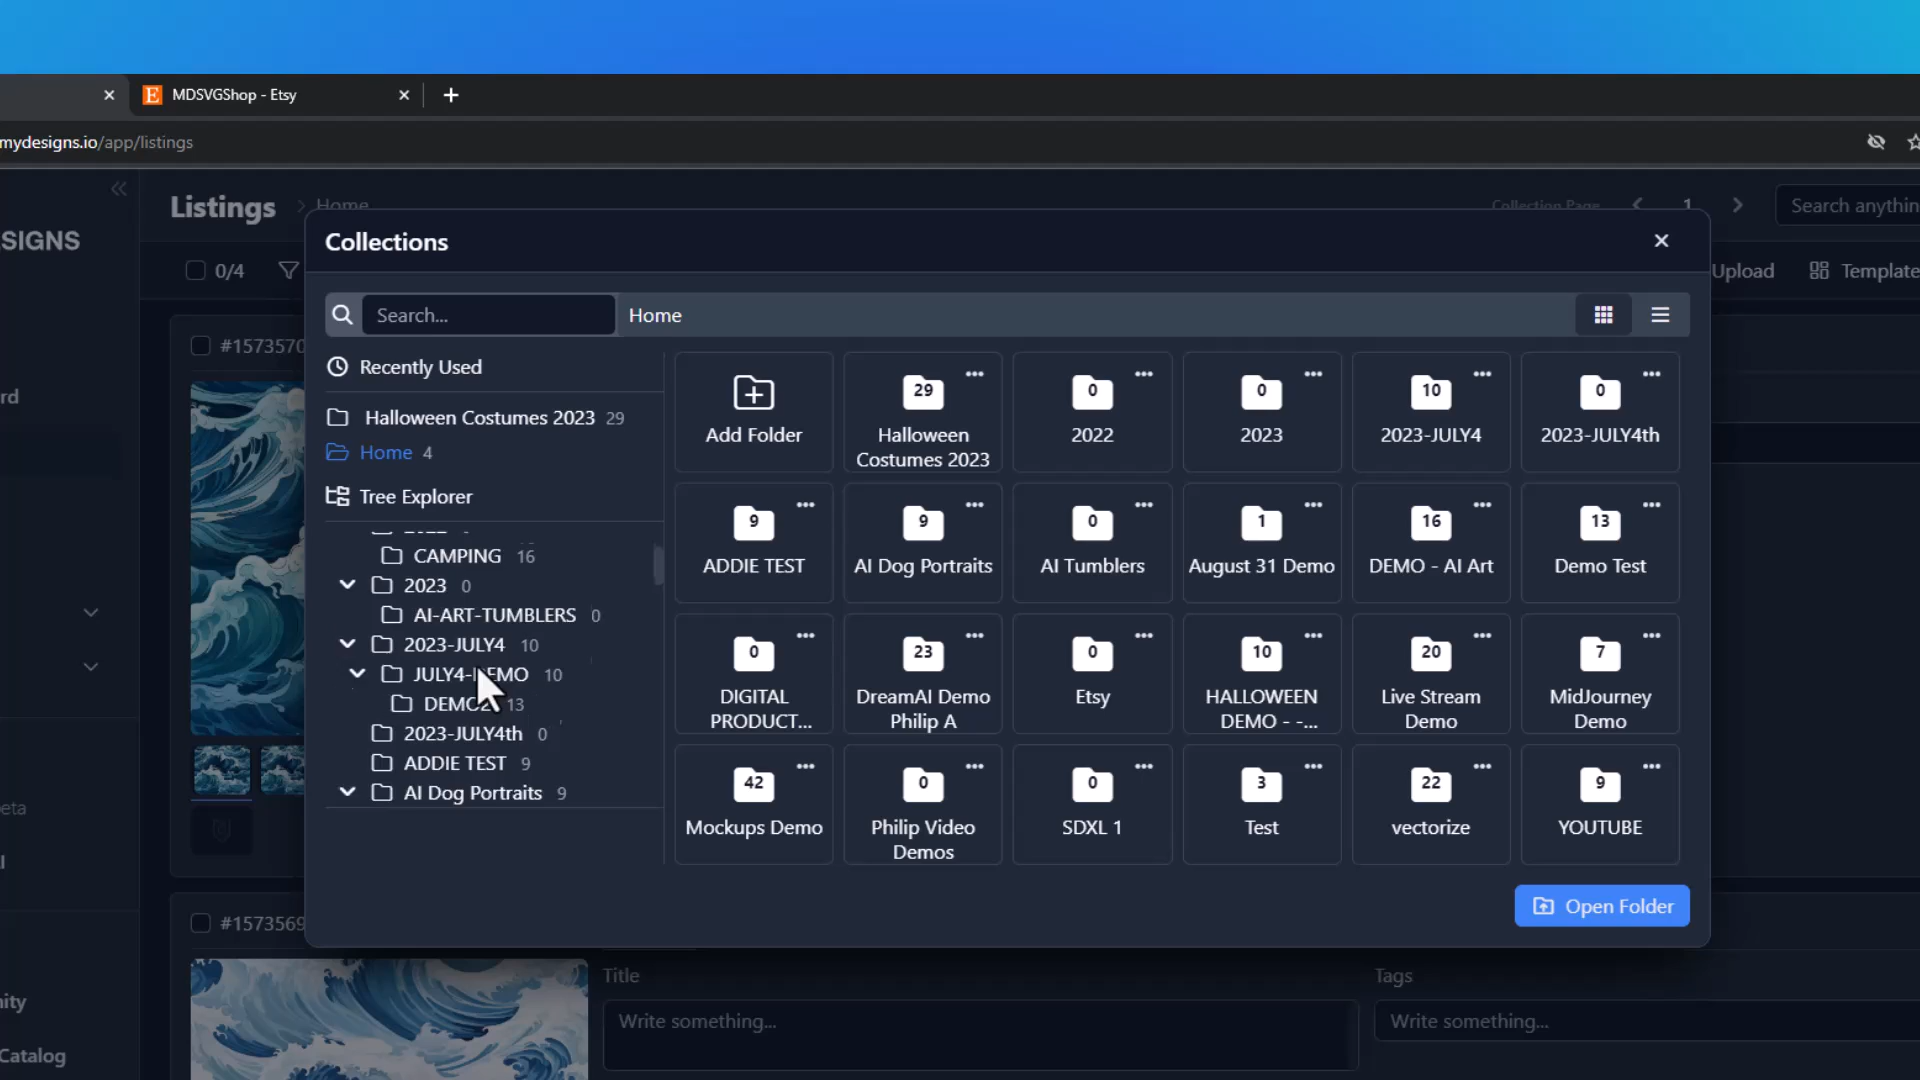 MDSVGShop - Etsy
mydesigns.io/app/listings
Listings
Home
Collection Page
1
Search anythin
SIGNS
0/4
Upload
Template
Collections
Search...
Home
#1573570
Recently Used
Halloween Costumes 2023 29
Home 4
Tree Explorer
CAMPING 16
2023 0
AI-ART-TUMBLERS 0
2023-JULY4 10
JULY4-DEMO 10
DEMO2 13
2023-JULY4th 0
ADDIE TEST 9
AI Dog Portraits 9
Add Folder
29
Halloween
Costumes 2023
0
2022
0
2023
10
2023-JULY4
0
2023-JULY4th
9
ADDIE TEST
9
AI Dog Portraits
0
AI Tumblers
1
August 31 Demo
16
DEMO - AI Art
13
Demo Test
0
DIGITAL
PRODUCT...
23
DreamAI Demo
Philip A
0
Etsy
10
HALLOWEEN
DEMO - -...
20
Live Stream
Demo
7
MidJourney
Demo
42
Mockups Demo
0
Philip Video
Demos
0
SDXL 1
3
Test
22
vectorize
9
YOUTUBE
Open Folder
rd
eta
I
ity
Catalog
#1573569
Title
Write something...
Tags
Write something...